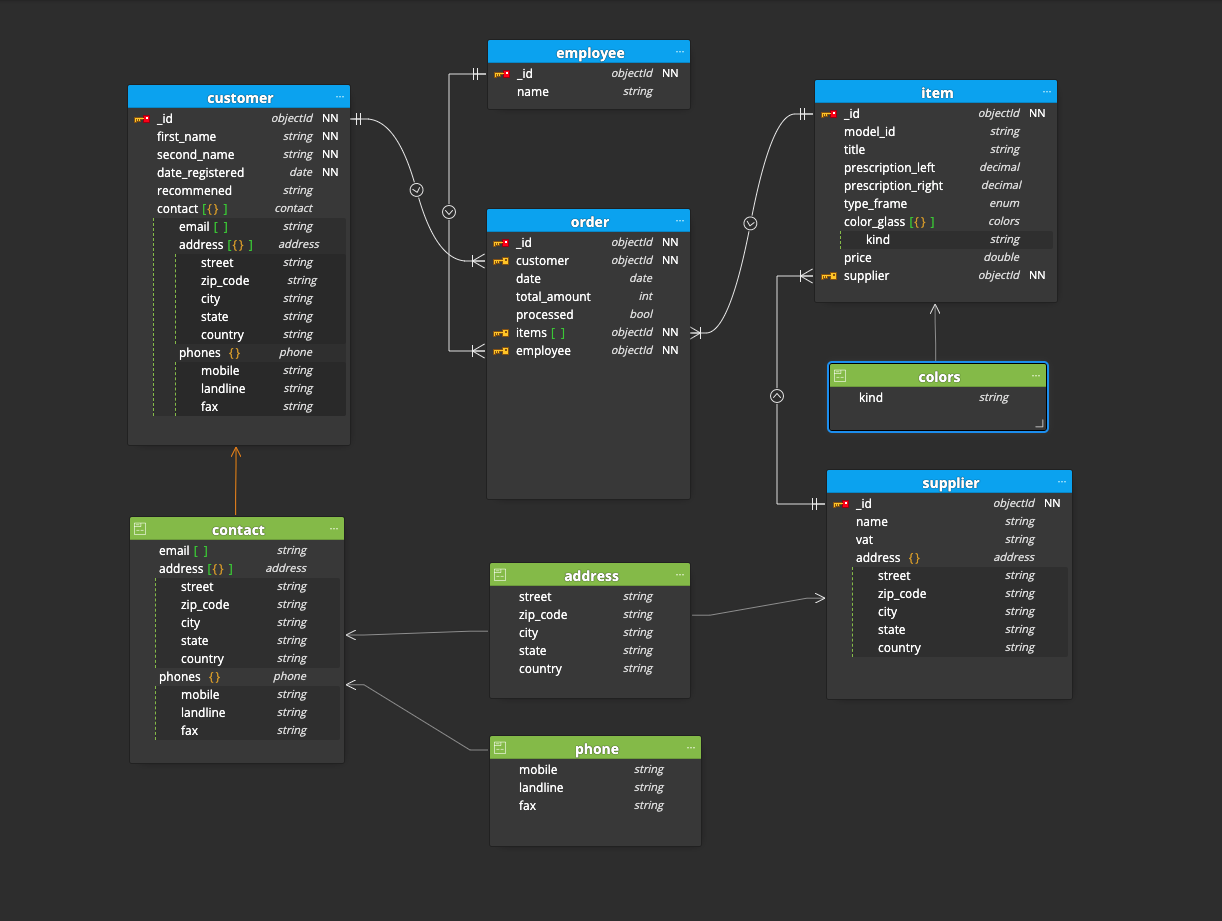 employee
_id objectId NN
name string
customer
_id objectId NN
first_name string NN
second_name string NN
date_registered date NN
recommened string
contact [{} ] contact
email [ ] string
address [{} ] address
street string
zip_code string
city string
state string
country string
phones {} phone
mobile string
landline string
fax string
item
_id objectId NN
model_id string
title string
prescription_left decimal
prescription_right decimal
type_frame enum
color_glass [{} ] colors
kind string
price double
supplier objectId NN
order
_id objectId NN
customer objectId NN
date date
total_amount int
processed bool
items [ ] objectId NN
employee objectId NN
colors
kind string
supplier
_id objectId NN
name string
vat string
address {} address
street string
zip_code string
city string
state string
country string
contact
email [ ] string
address [{} ] address
street string
zip_code string
city string
state string
country string
phones {} phone
mobile string
landline string
fax string
address
street string
zip_code string
city string
state string
country string
phone
mobile string
landline string
fax string